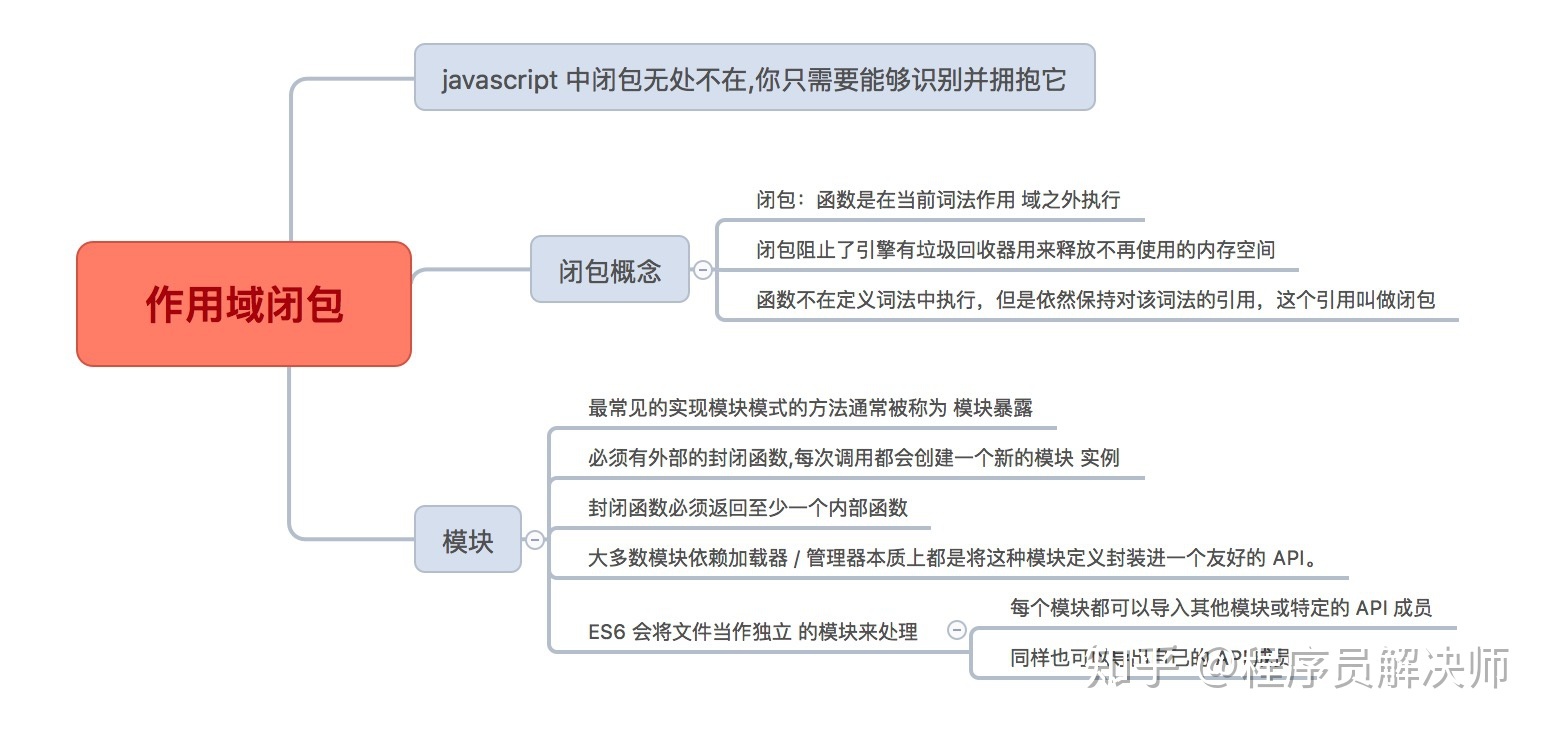 javascript 中闭包无处不在,你只需要能够识别并拥抱它
作用域闭包
闭包概念
闭包：函数是在当前词法作用 域之外执行
闭包阻止了引擎有垃圾回收器用来释放不再使用的内存空间
函数不在定义词法中执行，但是依然保持对该词法的引用，这个引用叫做闭包
模块
最常见的实现模块模式的方法通常被称为 模块暴露
必须有外部的封闭函数,每次调用都会创建一个新的模块 实例
封闭函数必须返回至少一个内部函数
大多数模块依赖加载器 / 管理器本质上都是将这种模块定义封装进一个友好的 API。
ES6 会将文件当作独立 的模块来处理
每个模块都可以导入其他模块或特定的 API 成员
同样也可以导出自己的 API 成员
知乎 @程序员解决师